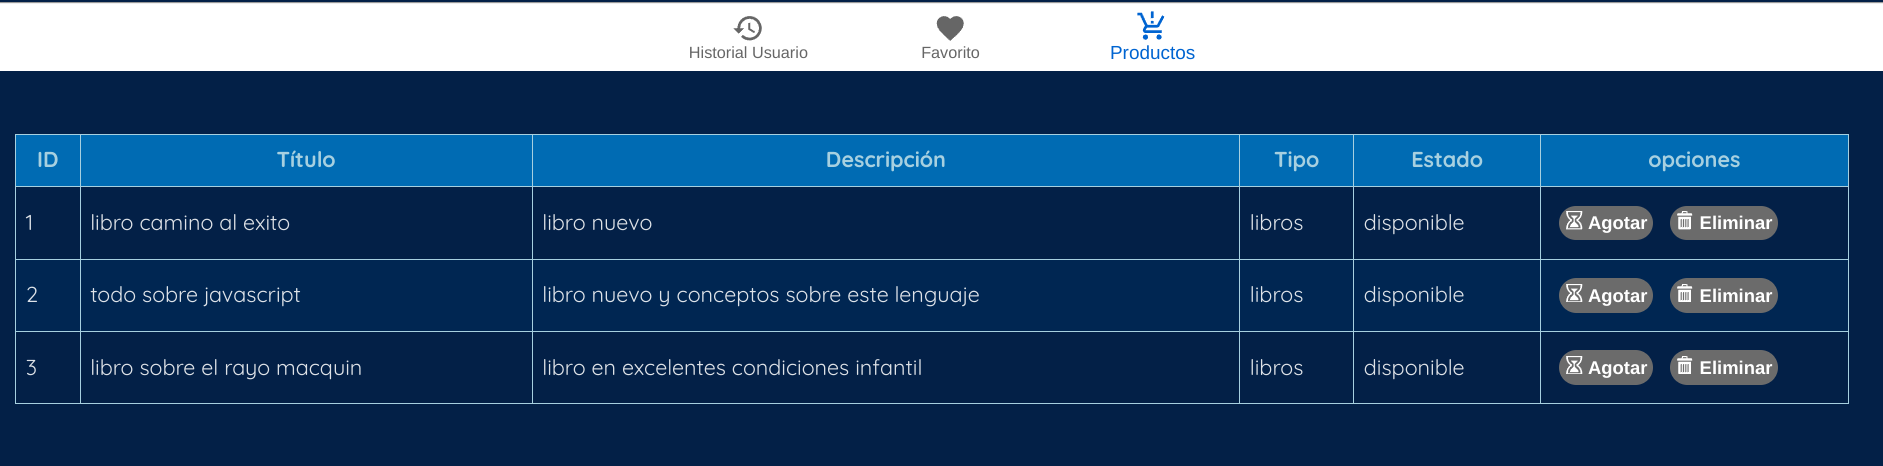 Historial Usuario Favorito Productos
ID Título Descripción Tipo Estado opciones
1 libro camino al exito libro nuevo libros disponible Agotar Eliminar
2 todo sobre javascript libro nuevo y conceptos sobre este lenguaje libros disponible Agotar Eliminar
3 libro sobre el rayo macquin libro en excelentes condiciones infantil libros disponible Agotar Eliminar